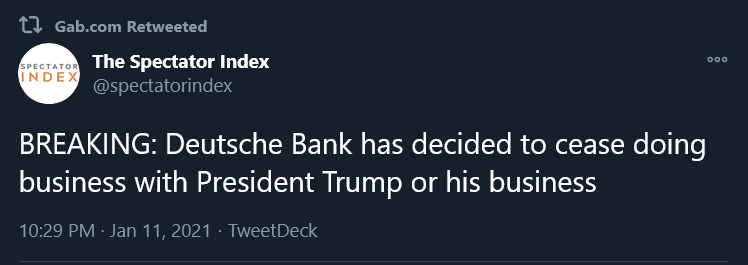 Gab.com Retweeted
SPECTATOR
INDEX
The Spectator Index
@spectatorindex
BREAKING: Deutsche Bank has decided to cease doing
business with President Trump or his business
10:29 PM · Jan 11, 2021 · TweetDeck